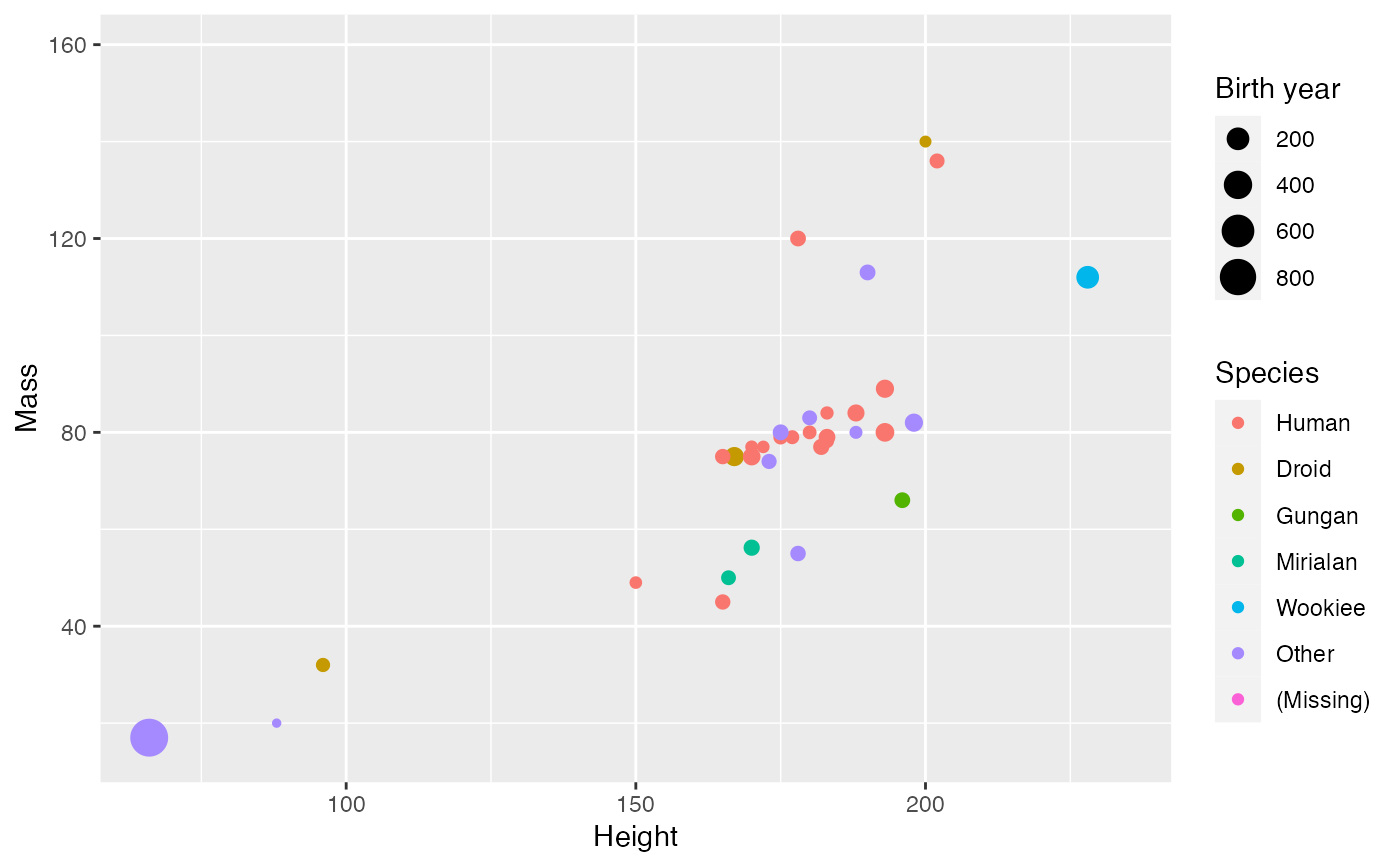 160
120
80
40
Mass
100
150
200
Height
Birth year
200
400
600
800
Species
Human
Droid
Gungan
Mirialan
Wookiee
Other
(Missing)